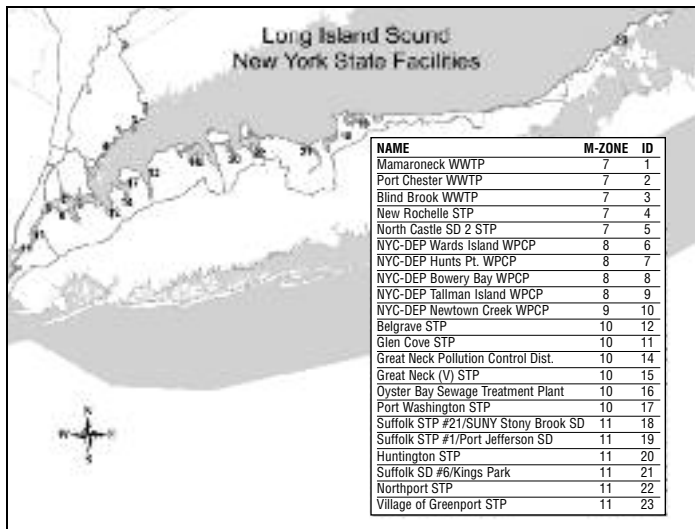 Long Island Sound
New York State Facilities
NAME M-ZONE ID
Mamaroneck WWTP 7 1
Port Chester WWTP 7 2
Blind Brook WWTP 7 3
New Rochelle STP 7 4
North Castle SD 2 STP 7 5
NYC-DEP Wards Island WPCP 8 6
NYC-DEP Hunts Pt. WPCP 8 7
NYC-DEP Bowery Bay WPCP 8 8
NYC-DEP Tallman Island WPCP 8 9
NYC-DEP Newtown Creek WPCP 9 10
Belgrave STP 10 12
Glen Cove STP 10 11
Great Neck Pollution Control Dist. 10 14
Great Neck (V) STP 10 15
Oyster Bay Sewage Treatment Plant 10 16
Port Washington STP 10 17
Suffolk STP #21/SUNY Stony Brook SD 11 18
Suffolk STP #1/Port Jefferson SD 11 19
Huntington STP 11 20
Suffolk SD #6/Kings Park 11 21
Northport STP 11 22
Village of Greenport STP 11 23
N
W E
S